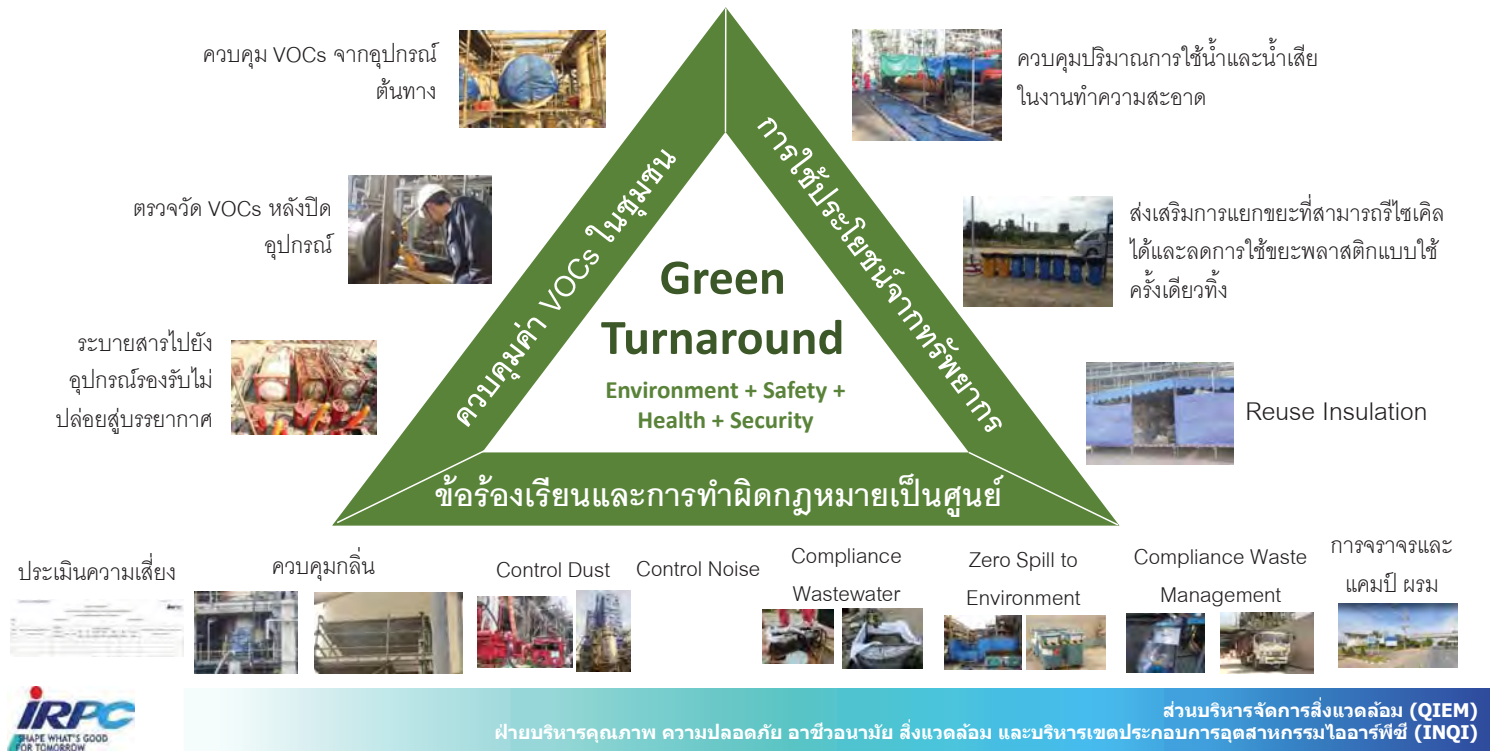 ควบคุม VOCs จากอุปกรณ์
ต้นทาง
ควบคุมปริมาณการใช้น้ำและน้ำเสีย
ในงานทำความสะอาด
ตรวจวัด VOCs หลังปิด
อุปกรณ์
ส่งเสริมการแยกขยะที่สามารถรีไซเคิล
ได้และลดการใช้ขยะพลาสติกแบบใช้
ครั้งเดียวทิ้ง
ระบายสารไปยัง
อุปกรณ์รองรับไม่
ปล่อยสู่บรรยากาศ
Reuse Insulation
ควบคุมค่า VOCs ในชุมชน
การใช้ประโยชน์จากทรัพยากร
Green
Turnaround
Environment + Safety +
Health + Security
ข้อร้องเรียนและการทำผิดกฎหมายเป็นศูนย์
ประเมินความเสี่ยง
ควบคุมกลิ่น
Control Dust
Control Noise
Compliance
Wastewater
Zero Spill to
Environment
Compliance Waste
Management
การจราจรและ
แคมป์ ผรม
IRPC
SHAPE WHAT'S GOOD
FOR TOMORROW
ส่วนบริหารจัดการสิ่งแวดล้อม (QIEM)
ฝ่ายบริหารคุณภาพ ความปลอดภัย อาชีวอนามัย สิ่งแวดล้อม และบริหารเขตประกอบการอุตสาหกรรมไออาร์พีซี (INQI)